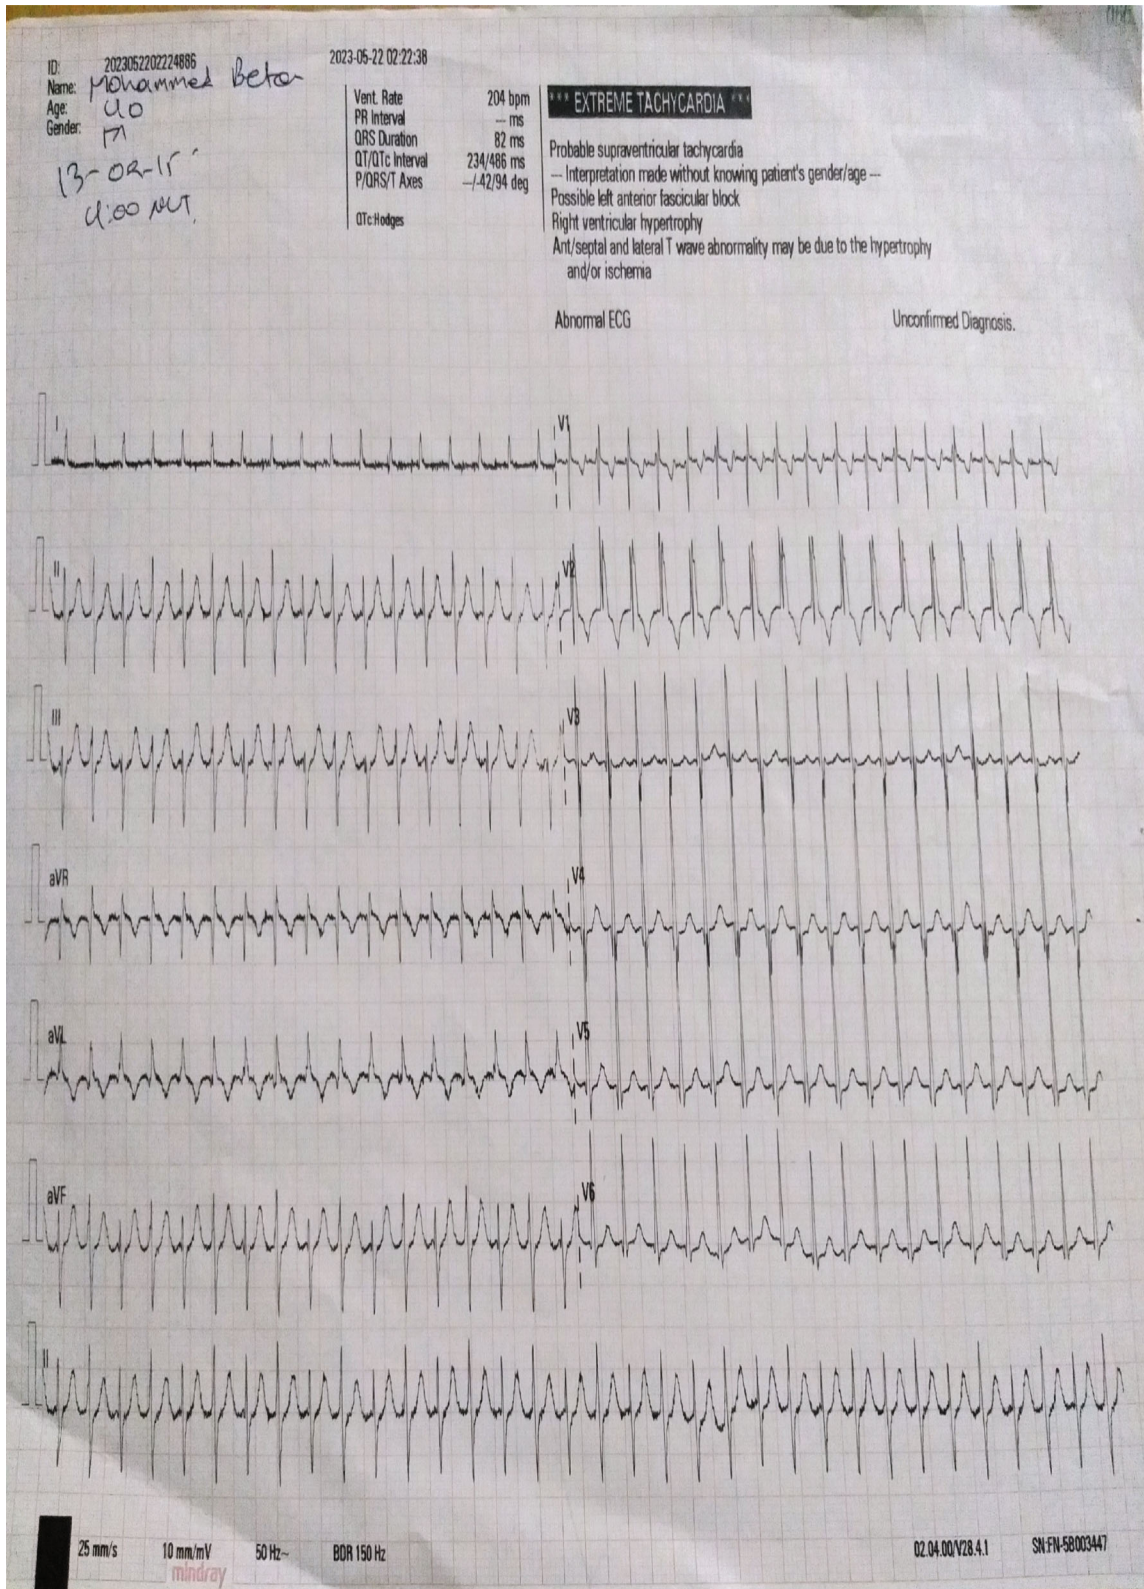 ID: 2023052202224886
2023-05-22 02:22:38
Name: Mohammed
Age: 40
Gender:
4:00
Vent. Rate 204 bpm
PR Interval -- ms
QRS Duration 82 ms
QT/QTc Interval 234/486 ms
P/QRS/T Axes --/-42/94 deg
QTc:Hodges
*** EXTREME TACHYCARDIA ***
Probable supraventricular tachycardia
--- Interpretation made without knowing patient's gender/age ---
Possible left anterior fascicular block
Right ventricular hypertrophy
Ant/septal and lateral T wave abnormality may be due to the hypertrophy
and/or ischemia
Abnormal ECG
Unconfirmed Diagnosis.
I
V1
II
V2
III
V3
aVR
V4
aVL
V5
aVF
V6
II
25 mm/s 10 mm/mV 50 Hz~ BDR 150 Hz
02.04.00/V28.4.1 SN:FN-5B003447
mindray